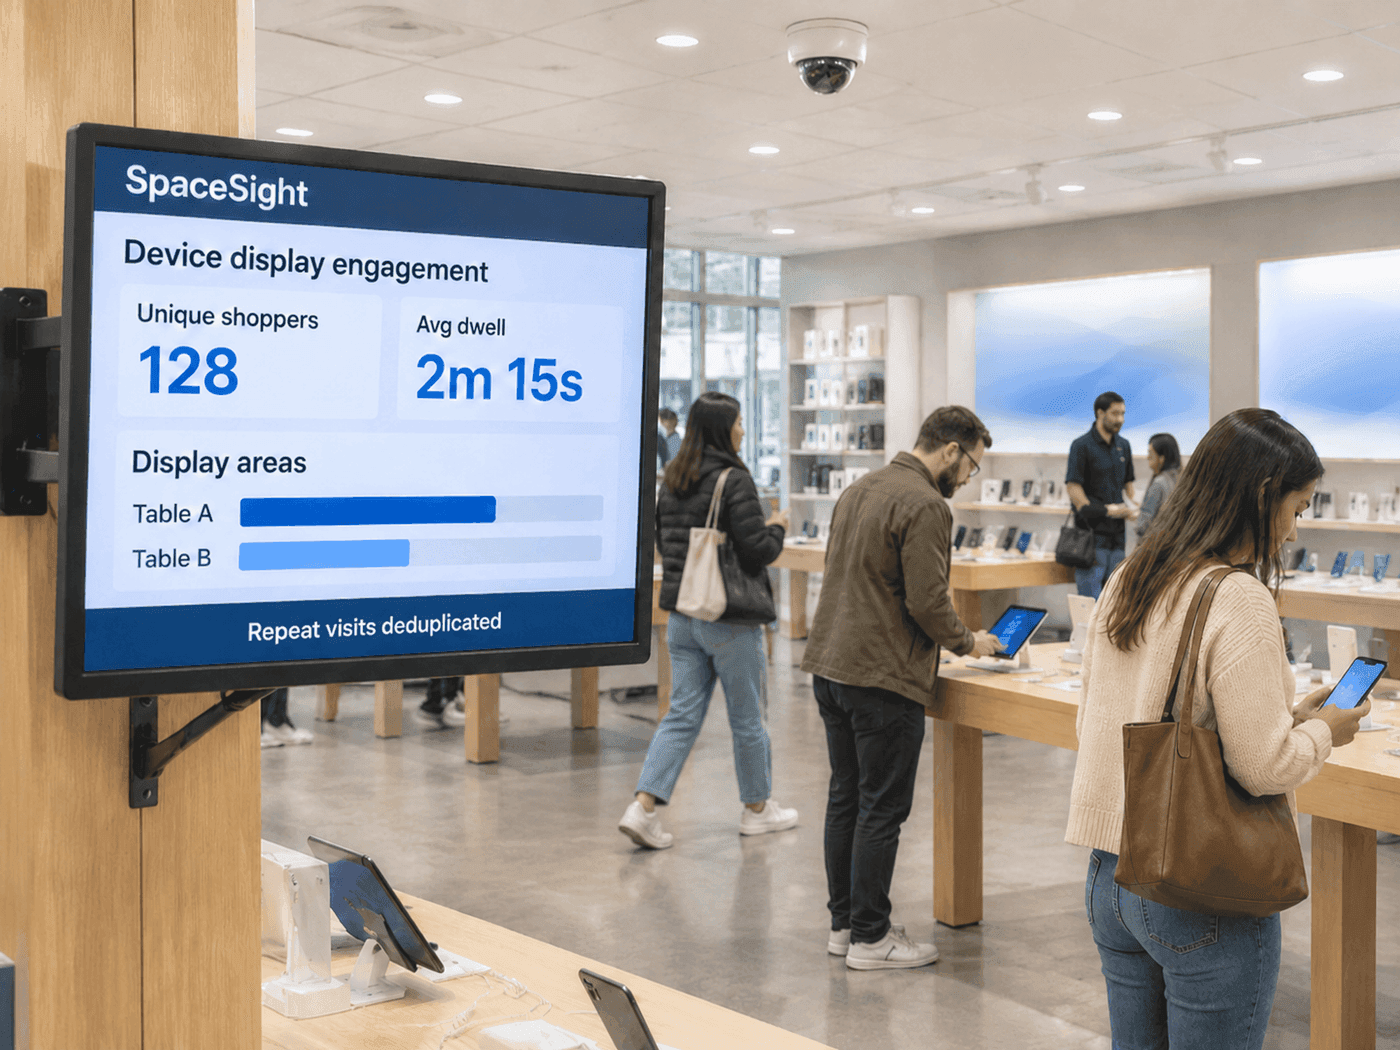 SpaceSight
Device display engagement
Unique shoppers
128
Avg dwell
2m 15s
Display areas
Table A
Table B
Repeat visits deduplicated